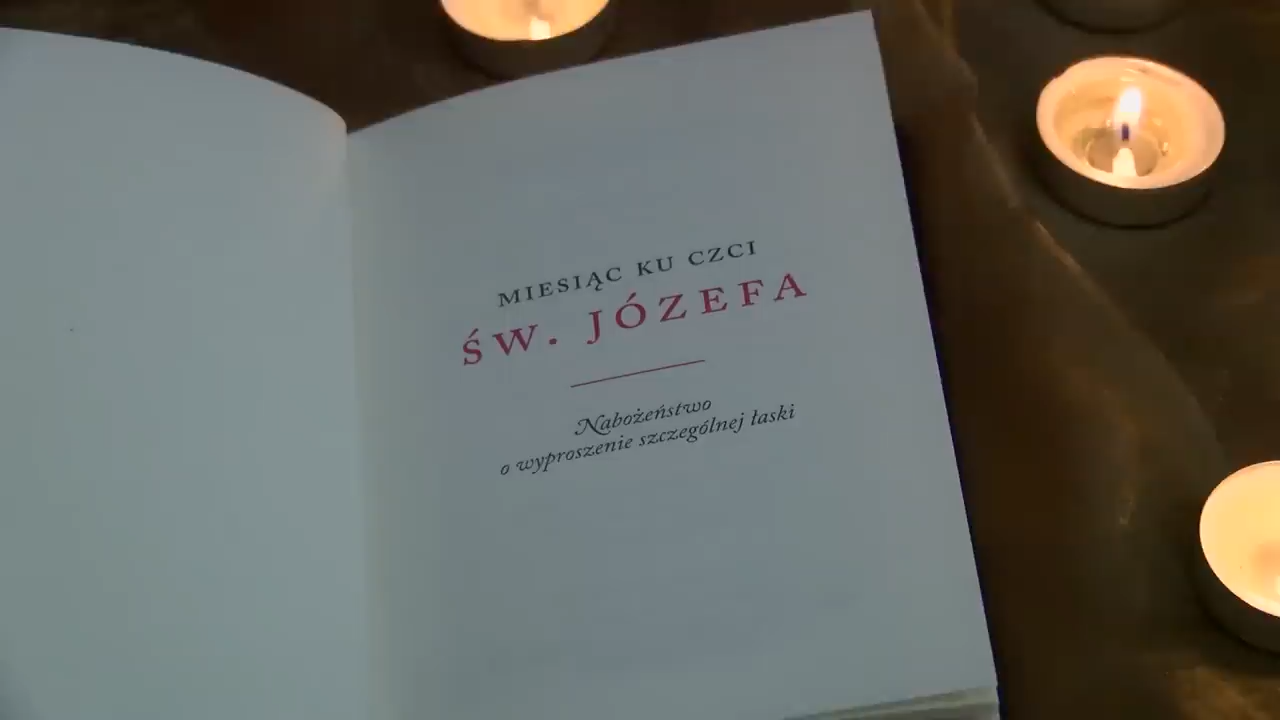 MIESIĄC KU CZCI
ŚW. JÓZEFA
Nabożeństwo
o wyproszenie szczególnej łaski